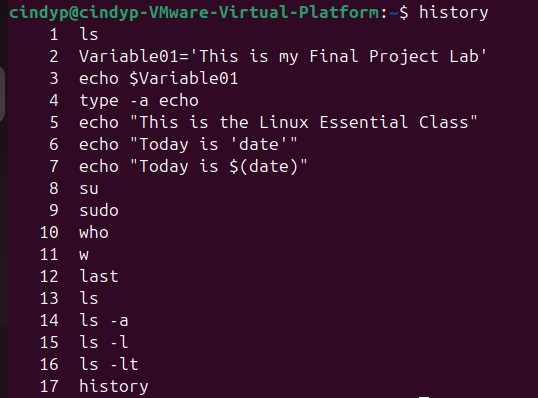 cindyp@cindyp-VMware-Virtual-Platform:~$ history
1 ls
2 Variable01='This is my Final Project Lab'
3 echo $Variable01
4 type -a echo
5 echo "This is the Linux Essential Class"
6 echo "Today is 'date'"
7 echo "Today is $(date)"
8 su
9 sudo
10 who
11 w
12 last
13 ls
14 ls -a
15 ls -l
16 ls -lt
17 history